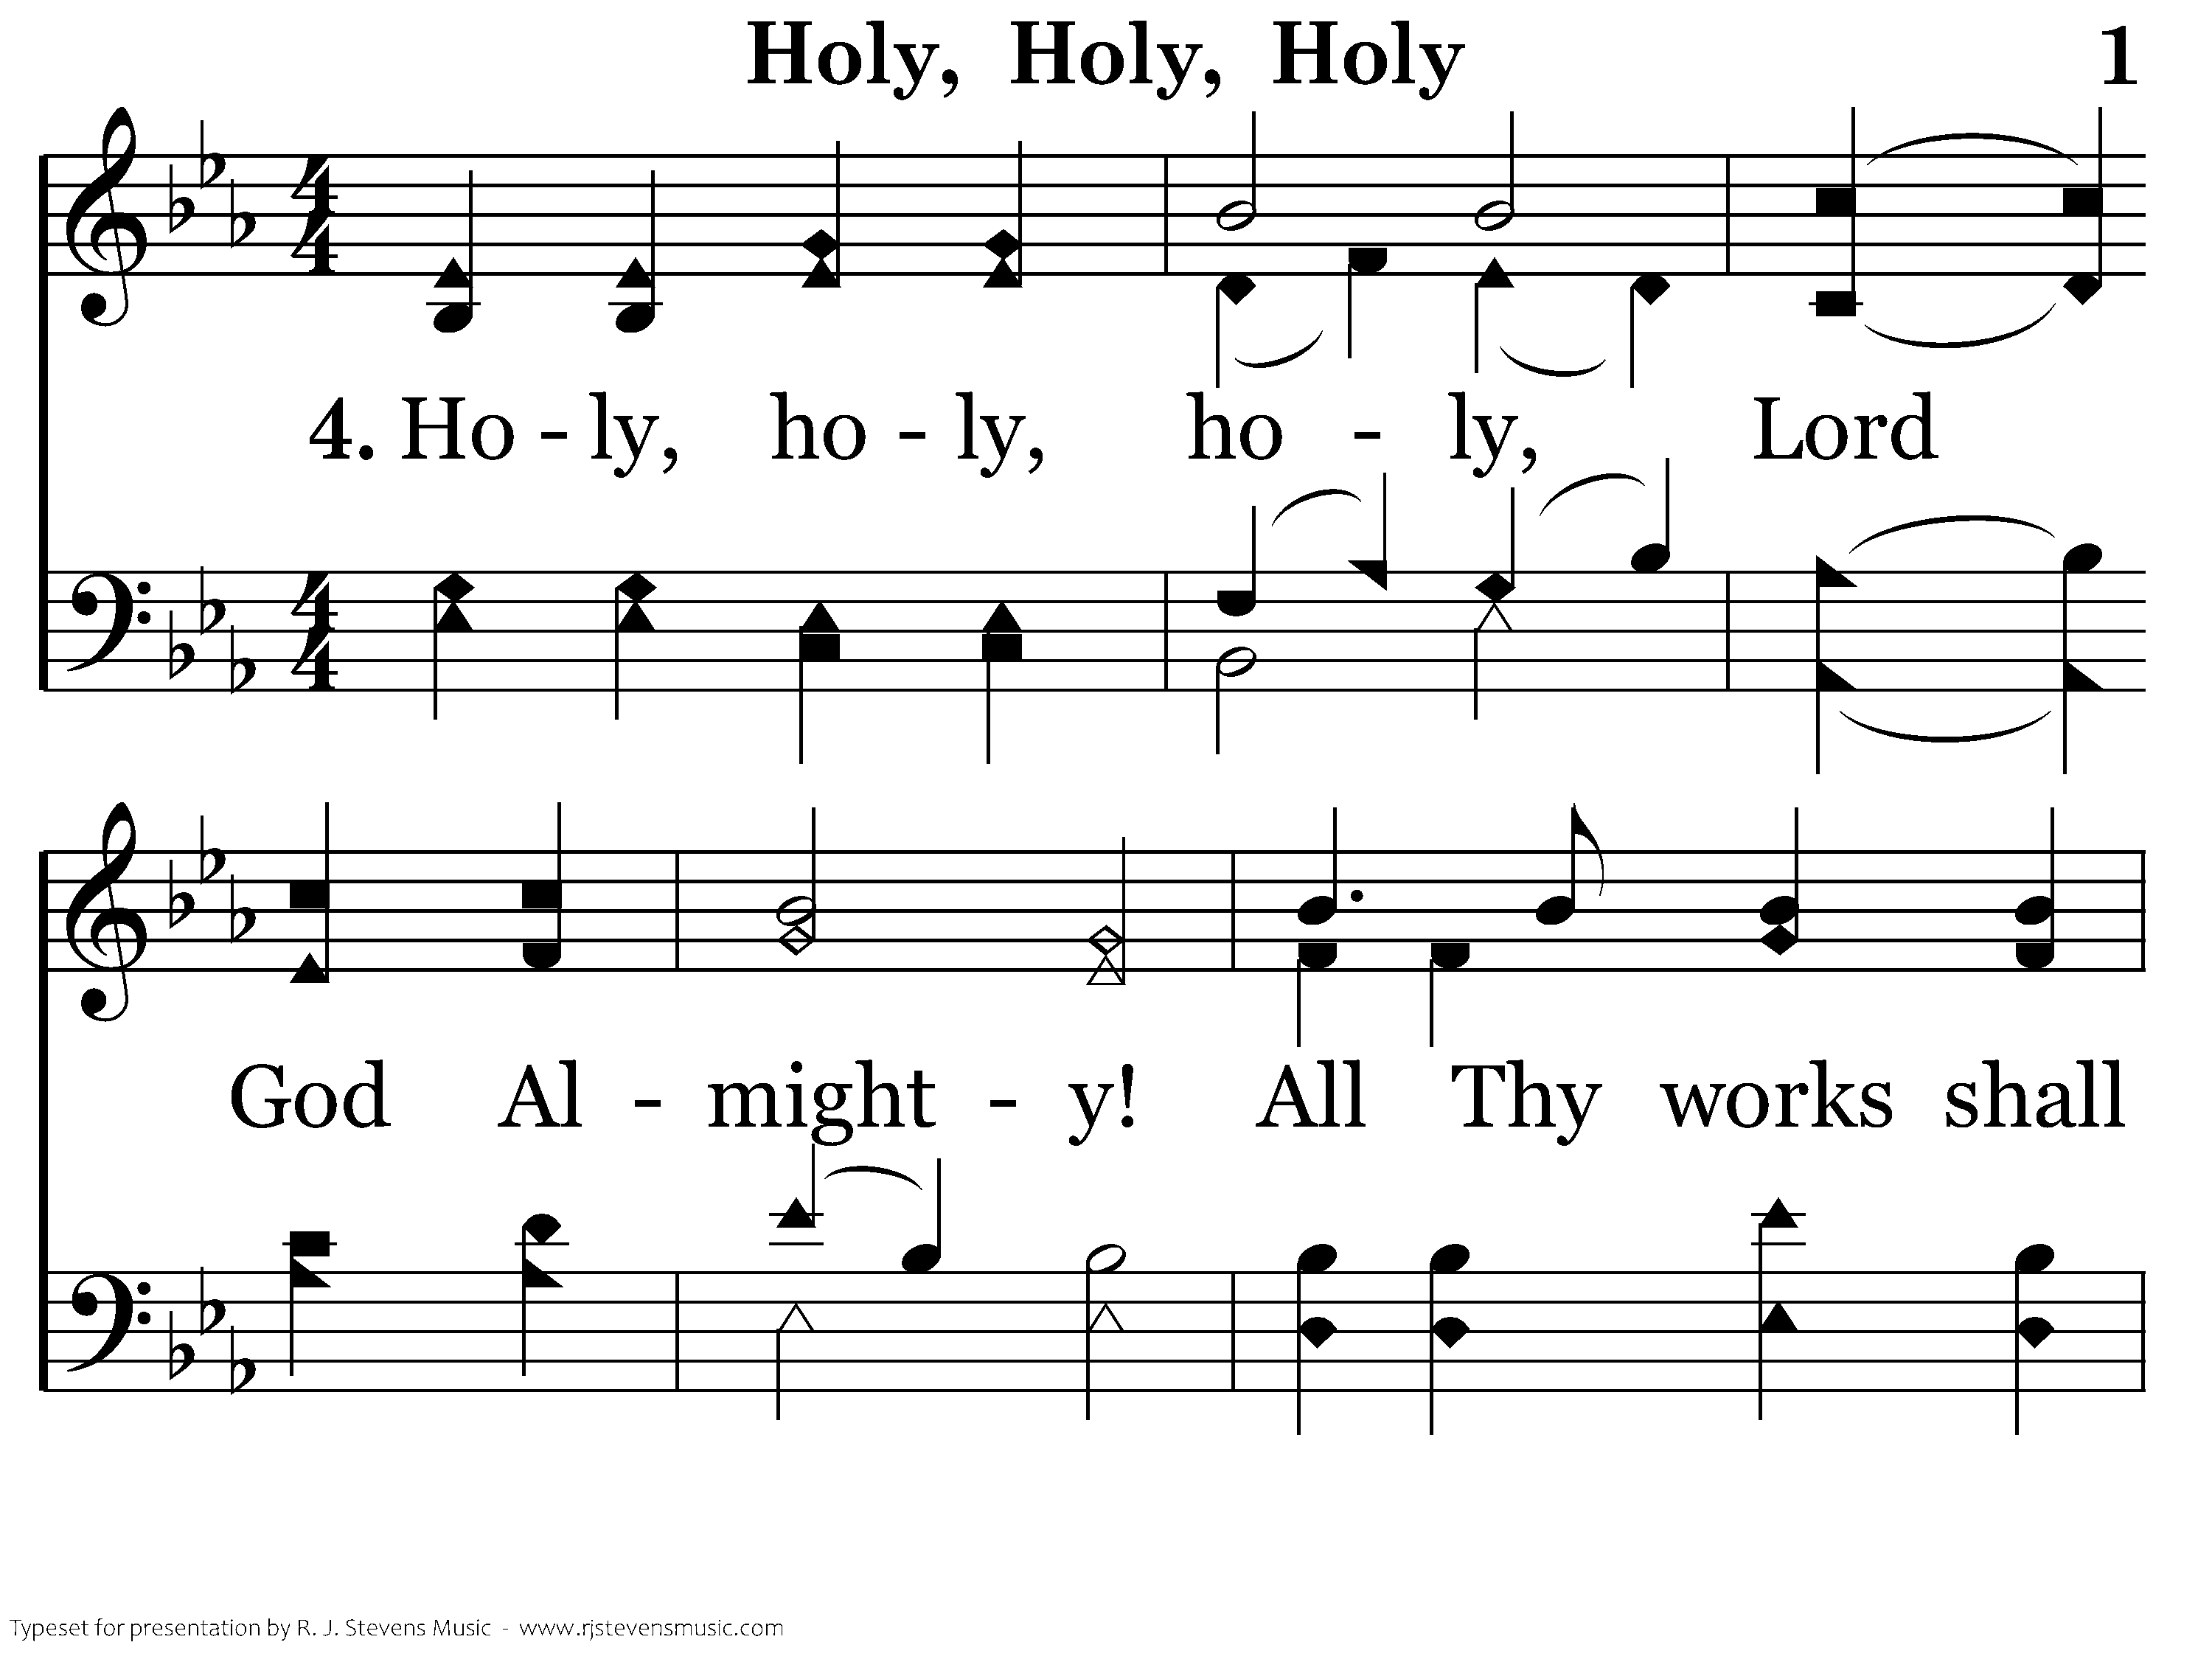 Holy, Holy, Holy 1
4. Ho - ly, ho - ly, ho - ly, Lord
God Al - might - y! All Thy works shall
Typeset for presentation by R. J. Stevens Music - www.rjstevensmusic.com